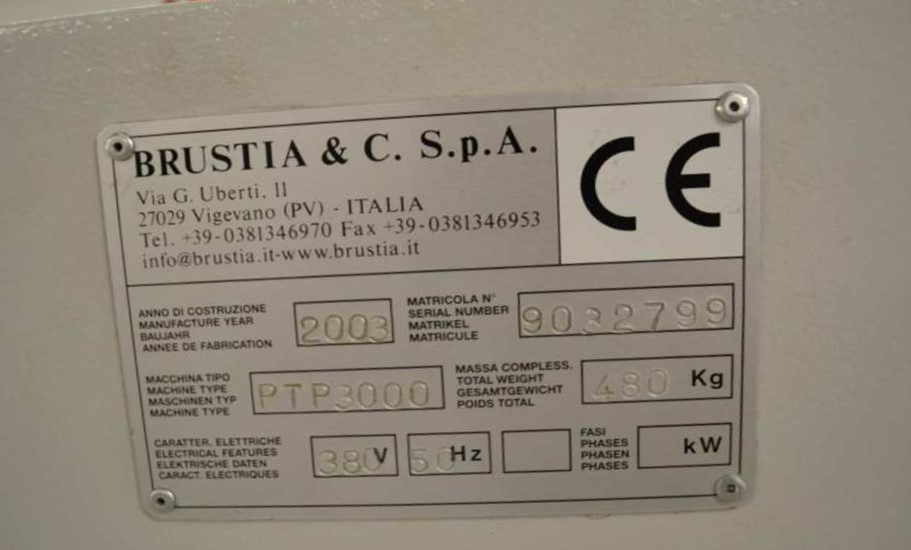 BRUSTIA & C. S.p.A.
Via G. Uberti, 11
27029 Vigevano (PV) - ITALIA
Tel. +39-0381346970 Fax +39-0381346953
info@brustia.it-www.brustia.it
CE
ANNO DI COSTRUZIONE
MANUFACTURE YEAR
BAUJAHR
ANNEE DE FABRICATION
2003
MATRICOLA N°
SERIAL NUMBER
MATRIKEL
MATRICULE
9032799
MACCHINA TIPO
MACHINE TYPE
MASCHINEN TYP
MACHINE TYPE
PTP3000
MASSA COMPLESS.
TOTAL WEIGHT
GESAMTGEWICHT
POIDS TOTAL
480 Kg
CARATTER. ELETTRICHE
ELECTRICAL FEATURES
ELEKTRISCHE DATEN
CARACT. ELECTRIQUES
380 V
50 Hz
FASI
PHASES
PHASEN
PHASES
kW